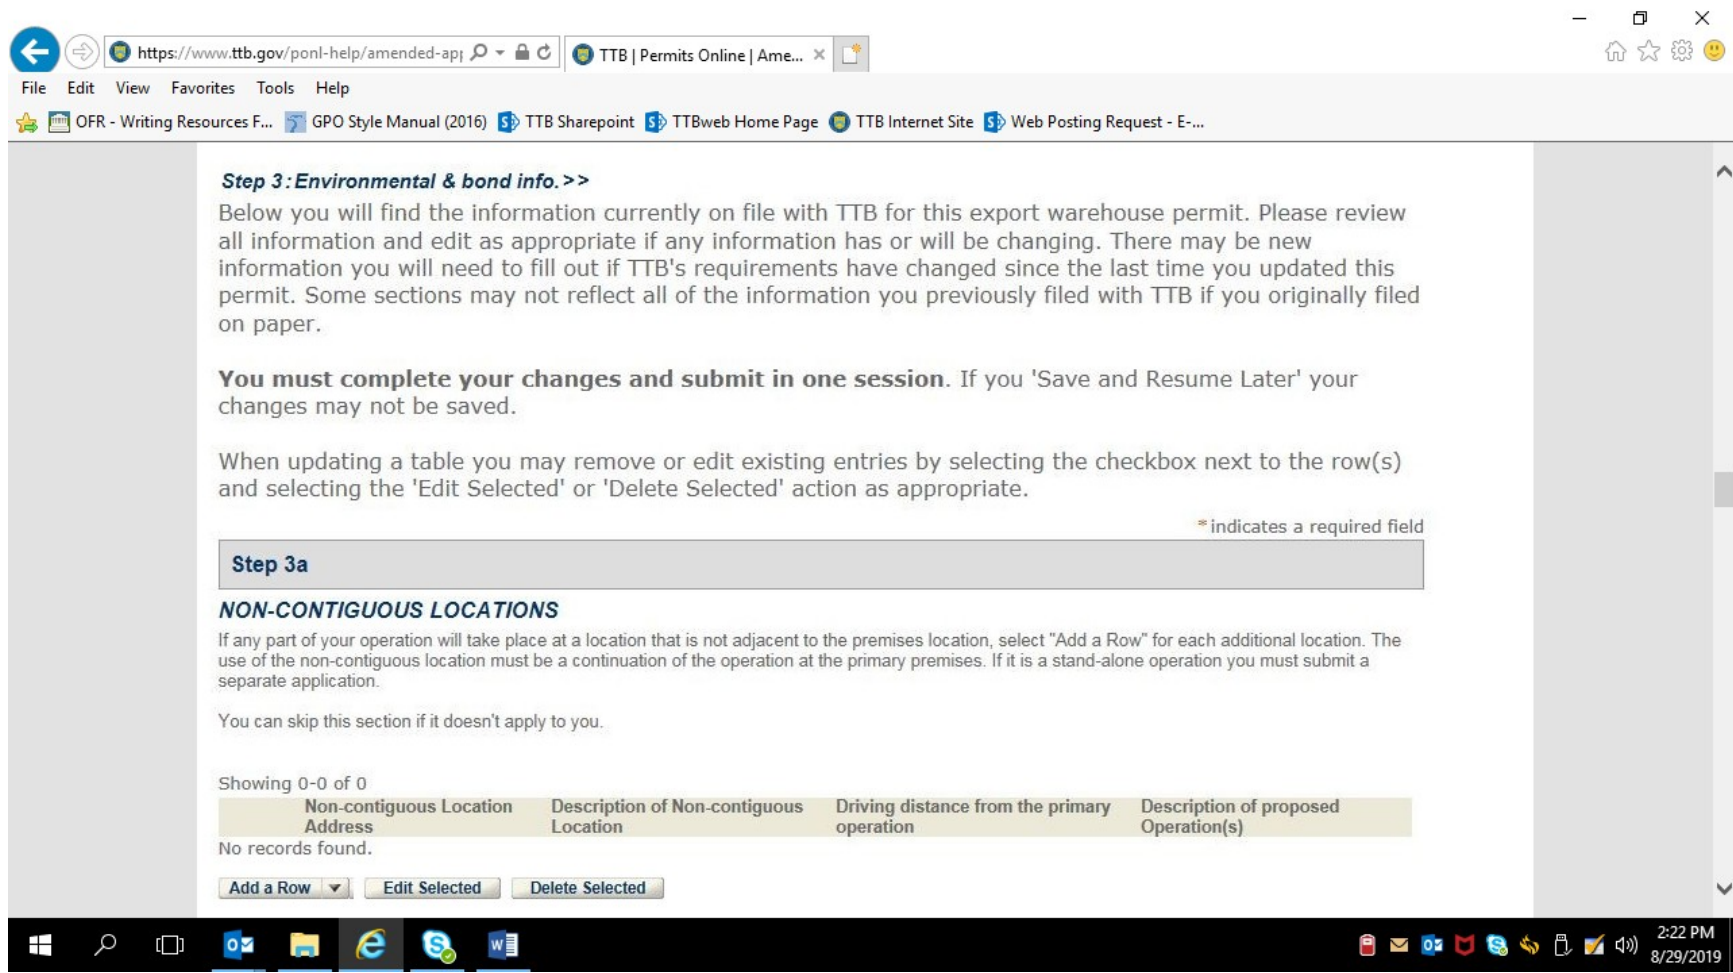 https://www.ttb.gov/ponl-help/amended-ap
TTB | Permits Online | Ame...
File Edit View Favorites Tools Help
OFR - Writing Resources F... GPO Style Manual (2016) TTB Sharepoint TTBweb Home Page TTB Internet Site Web Posting Request - E-...
Step 3:Environmental & bond info.>>
Below you will find the information currently on file with TTB for this export warehouse permit. Please review
all information and edit as appropriate if any information has or will be changing. There may be new
information you will need to fill out if TTB's requirements have changed since the last time you updated this
permit. Some sections may not reflect all of the information you previously filed with TTB if you originally filed
on paper.
You must complete your changes and submit in one session. If you 'Save and Resume Later' your
changes may not be saved.
When updating a table you may remove or edit existing entries by selecting the checkbox next to the row(s)
and selecting the 'Edit Selected' or 'Delete Selected' action as appropriate.
*indicates a required field
Step 3a
NON-CONTIGUOUS LOCATIONS
If any part of your operation will take place at a location that is not adjacent to the premises location, select "Add a Row" for each additional location. The
use of the non-contiguous location must be a continuation of the operation at the primary premises. If it is a stand-alone operation you must submit a
separate application.
You can skip this section if it doesn't apply to you.
Showing 0-0 of 0
Non-contiguous Location Description of Non-contiguous Driving distance from the primary Description of proposed
Address Location operation Operation(s)
No records found.
Add a Row Edit Selected Delete Selected
2:22 PM
8/29/2019